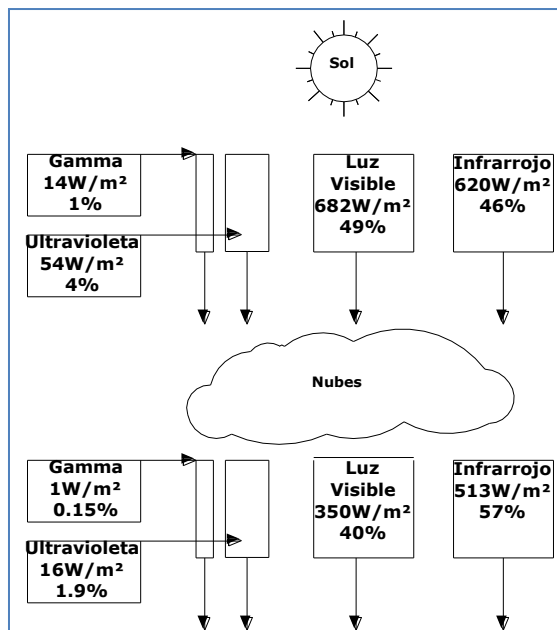 Sol
Gamma
14W/m²
1%
Ultravioleta
54W/m²
4%
Luz
Visible
682W/m²
49%
Infrarrojo
620W/m²
46%
Nubes
Gamma
1W/m²
0.15%
Ultravioleta
16W/m²
1.9%
Luz
Visible
350W/m²
40%
Infrarrojo
513W/m²
57%